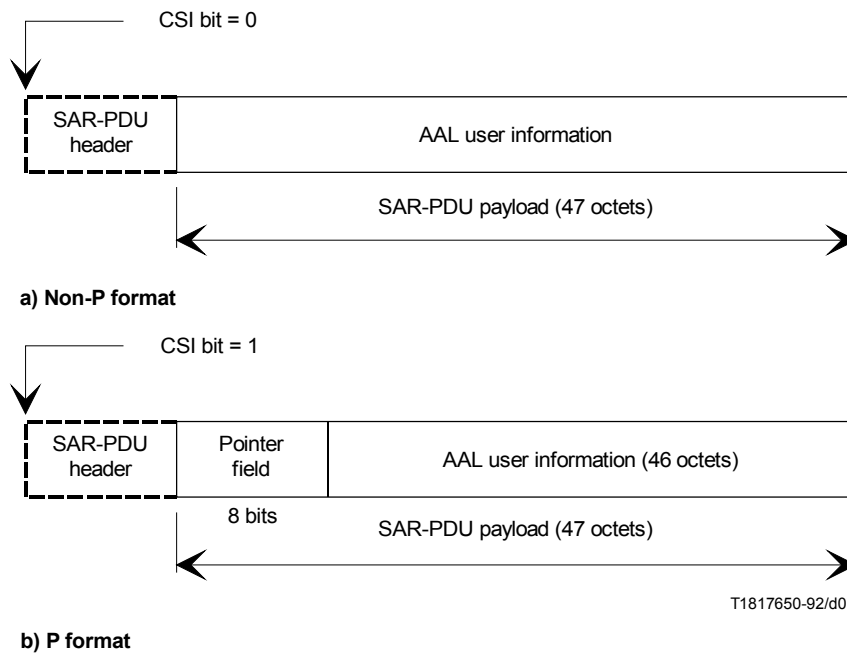 CSI bit = 0
SAR-PDU
header
AAL user information
SAR-PDU payload (47 octets)
a) Non-P format
CSI bit = 1
SAR-PDU
header
Pointer
field
AAL user information (46 octets)
8 bits
SAR-PDU payload (47 octets)
T1817650-92/d0
b) P format